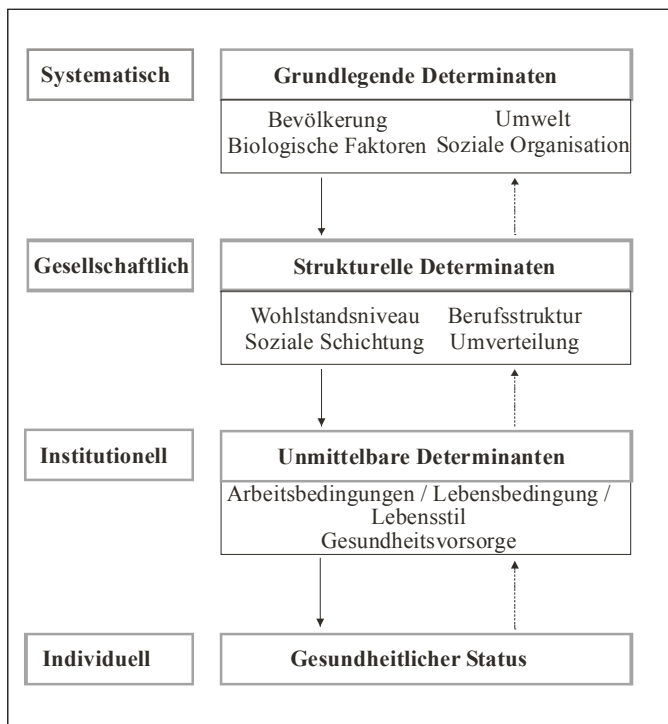 Systematisch
Grundlegende Determinaten
Bevölkerung Umwelt
Biologische Faktoren Soziale Organisation
Gesellschaftlich
Strukturelle Determinaten
Wohlstandsniveau Berufsstruktur
Soziale Schichtung Umverteilung
Institutionell
Unmittelbare Determinanten
Arbeitsbedingungen / Lebensbedingung /
Lebensstil
Gesundheitsvorsorge
Individuell
Gesundheitlicher Status